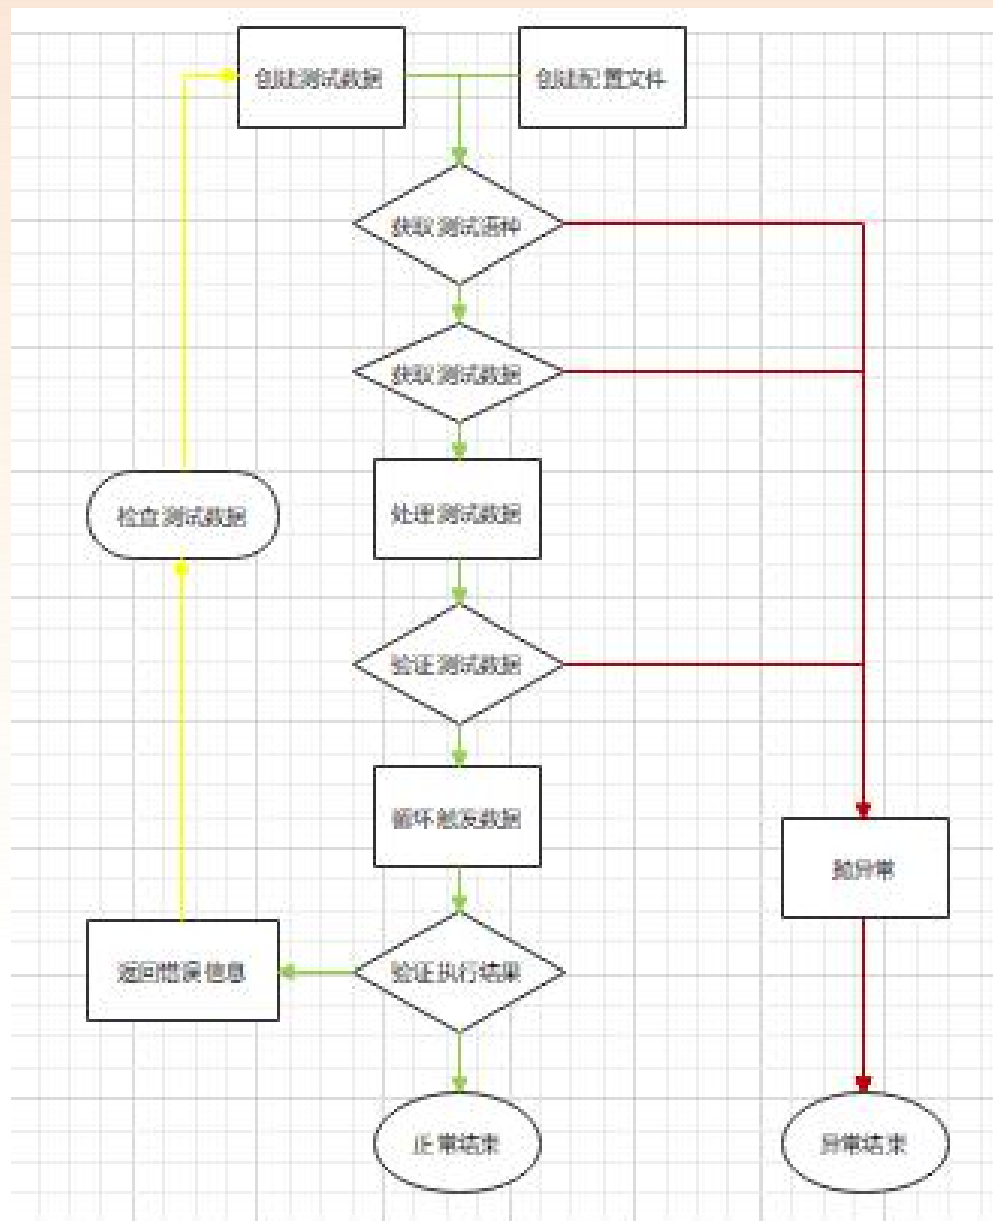 创建测试数据
创建配置文件
获取测试语种
获取测试数据
检查测试数据
处理测试数据
验证测试数据
循环触发数据
抛异常
返回错误信息
验证执行结果
正常结束
异常结束